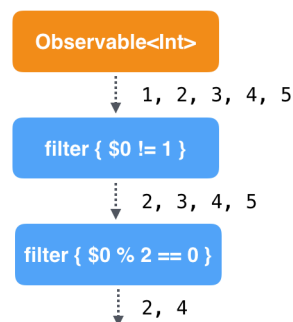 Observable<Int>
1, 2, 3, 4, 5
filter { $0 != 1 }
2, 3, 4, 5
filter { $0 % 2 == 0 }
2, 4